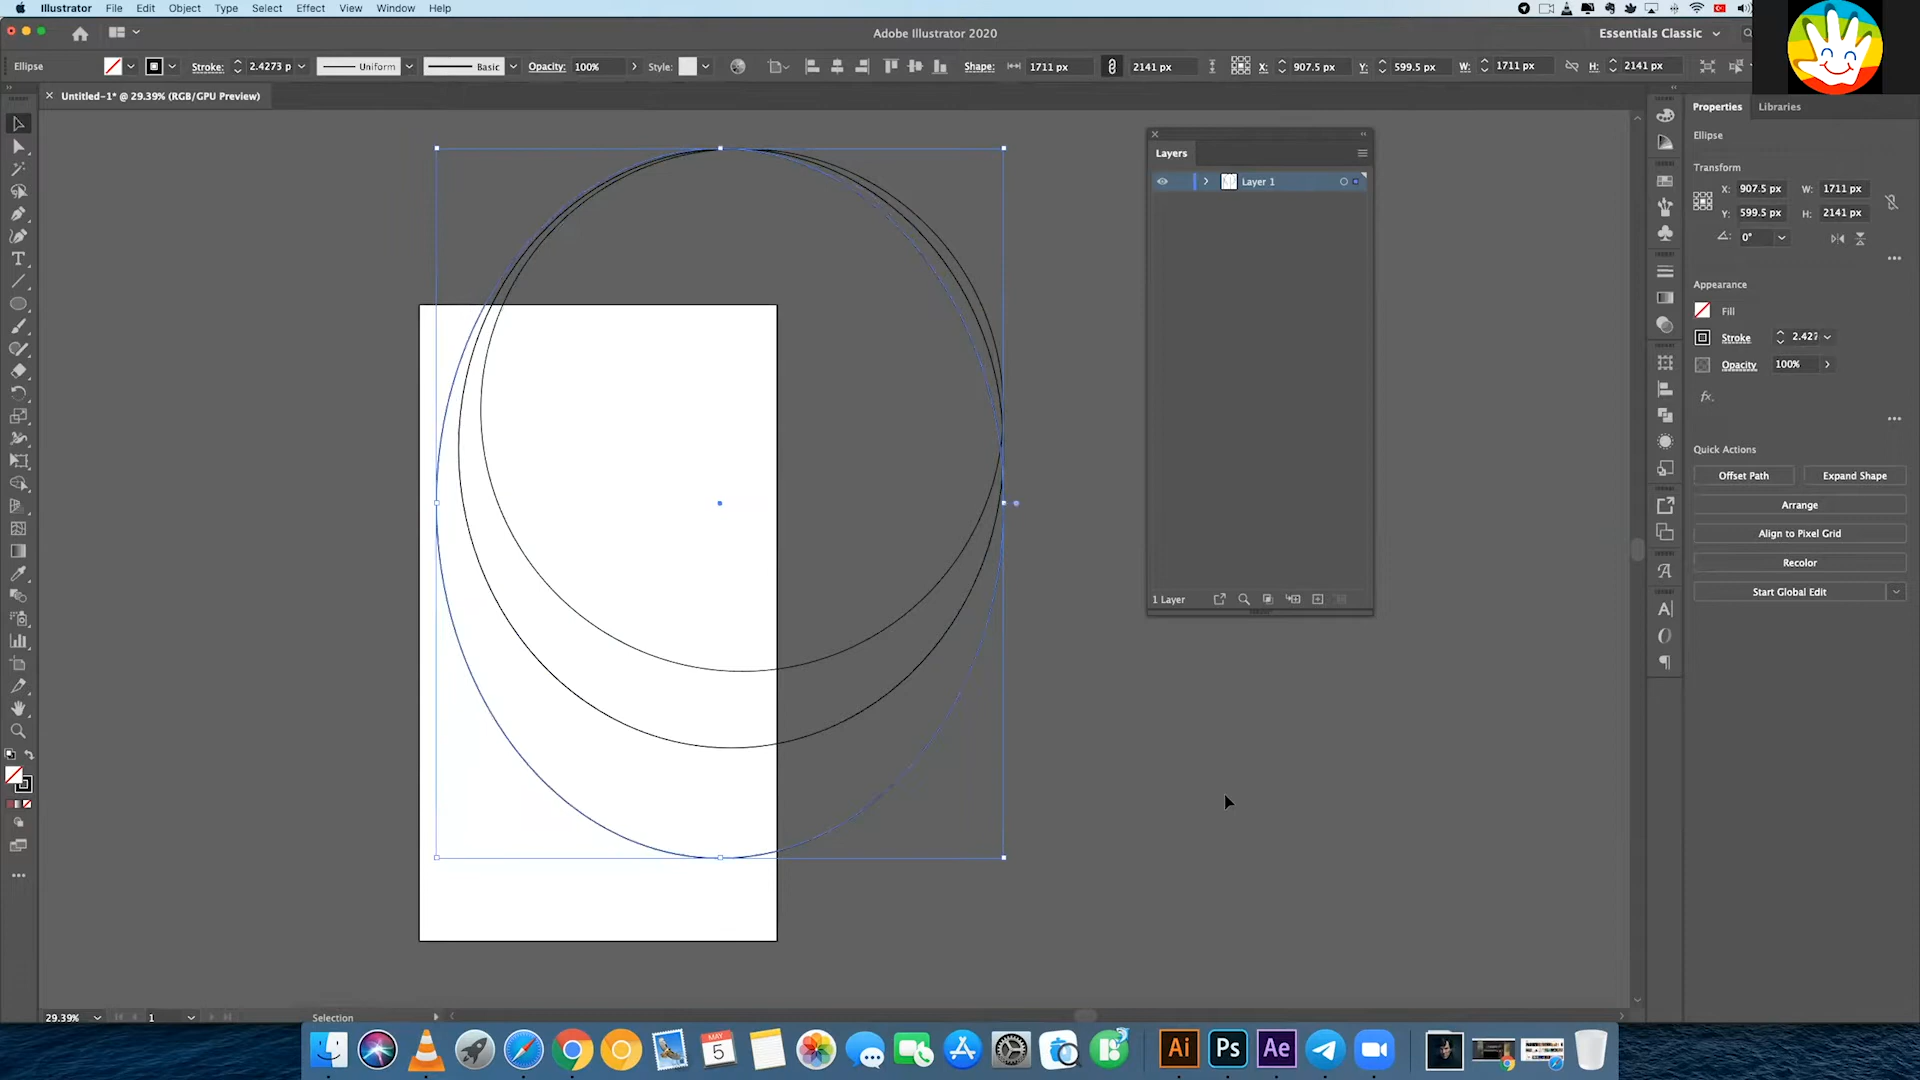 Illustrator File Edit Object Type Select Effect View Window Help
Adobe Illustrator 2020
Essentials Classic
Ellipse Stroke: 2.4273 p Uniform Basic Opacity: 100% Style: Shape: 1711 px 2141 px X: 907.5 px Y: 599.5 px W: 1711 px H: 2141 px
Untitled-1* @ 29.39% (RGB/GPU Preview)
Properties Libraries
Ellipse
Transform
X: 907.5 px W: 1711 px
Y: 599.5 px H: 2141 px
0°
Appearance
Fill
Stroke 2.427
Opacity 100%
fx.
Quick Actions
Offset Path Expand Shape
Arrange
Align to Pixel Grid
Recolor
Start Global Edit
Layers
Layer 1
1 Layer
29.39% 1 Selection
MAY
5
Ai Ps Ae